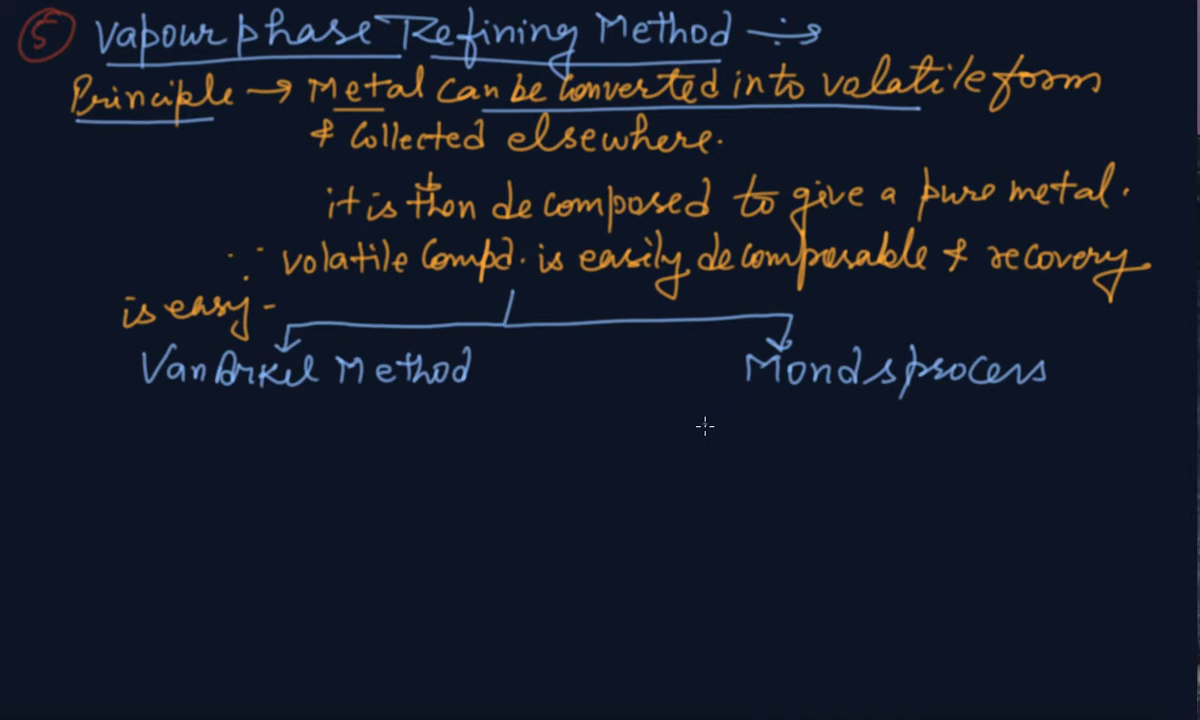 5 Vapour phase Refining Method →
Principle → Metal can be converted into volatile form
& Collected elsewhere.
it is then decomposed to give a pure metal.
∵ volatile Compd. is easily decomposable & recovery
is easy -
Van Arkel Method Monds process